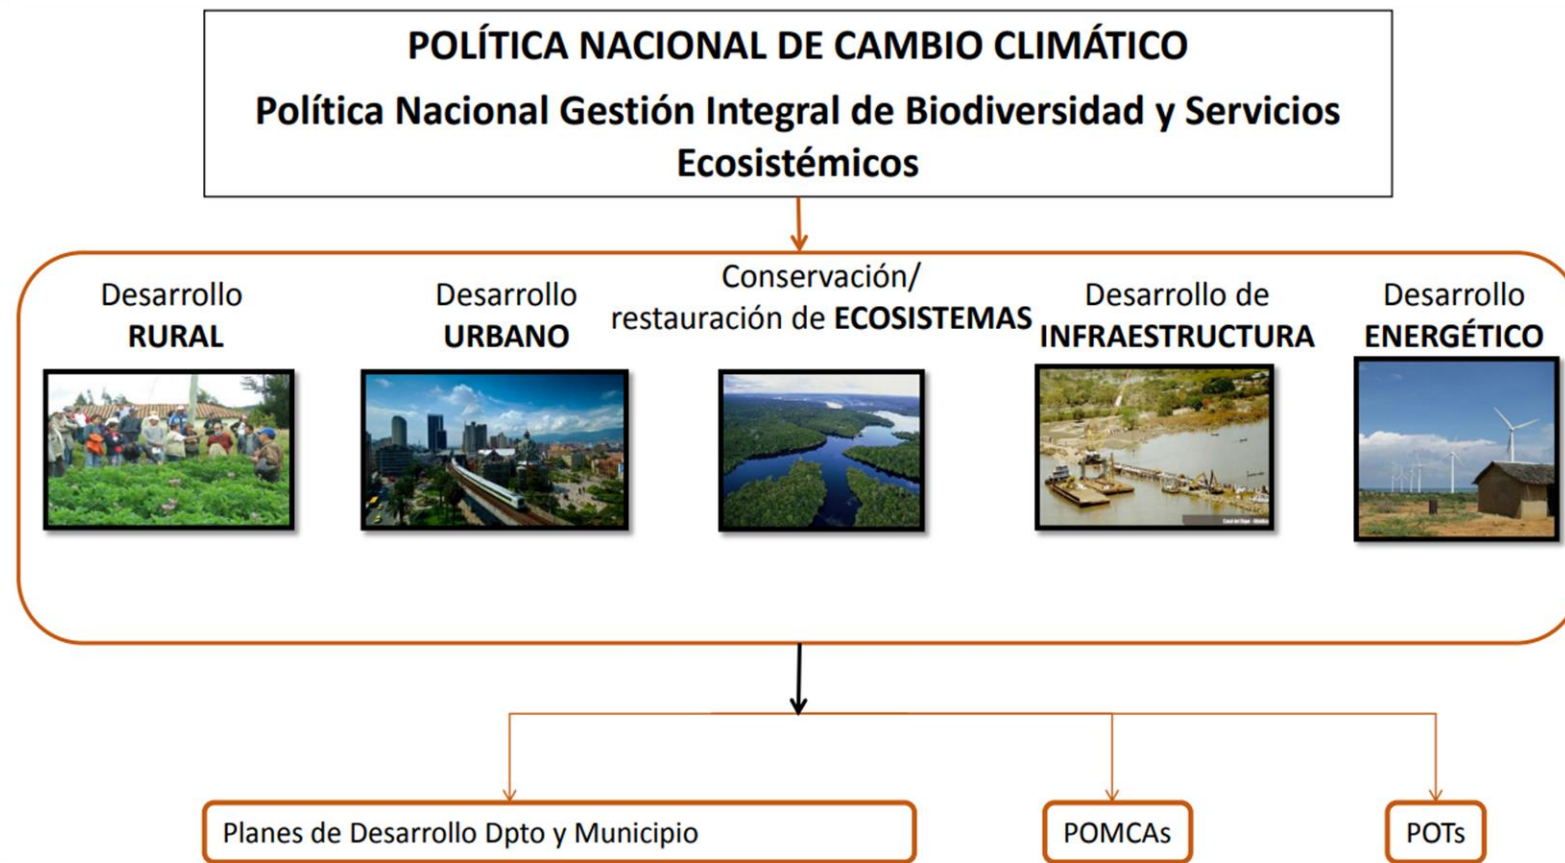 POLÍTICA NACIONAL DE CAMBIO CLIMÁTICO
Política Nacional Gestión Integral de Biodiversidad y Servicios
Ecosistémicos
Desarrollo
RURAL
Desarrollo
URBANO
Conservación/
restauración de ECOSISTEMAS
Desarrollo de
INFRAESTRUCTURA
Desarrollo
ENERGÉTICO
Planes de Desarrollo Dpto y Municipio
POMCAs
POTs